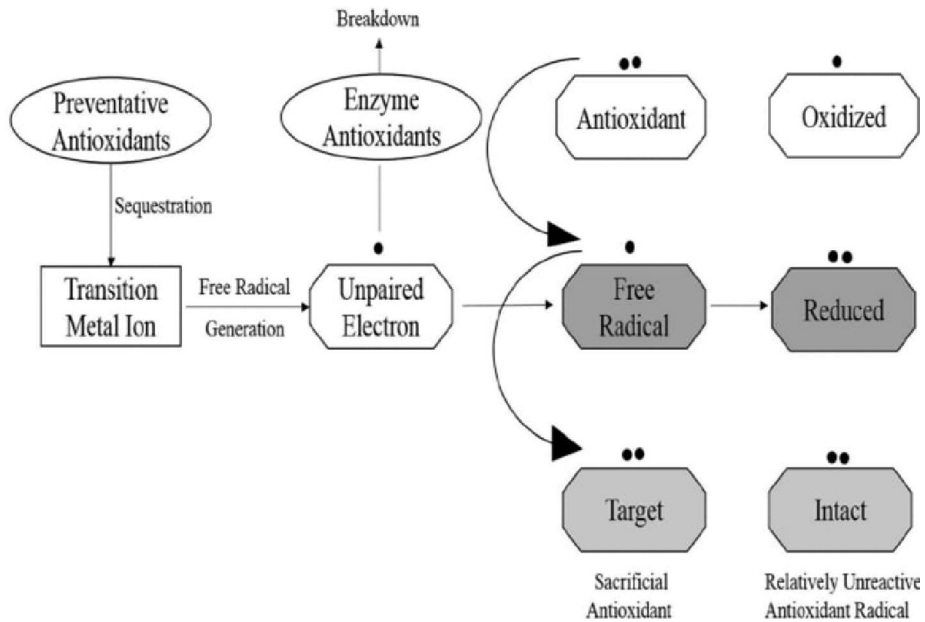 Breakdown
Preventative
Antioxidants
Enzyme
Antioxidants
Antioxidant
Oxidized
Sequestration
Transition
Metal Ion
Free Radical
Generation
Unpaired
Electron
Free
Radical
Reduced
Target
Intact
Sacrificial
Antioxidant
Relatively Unreactive
Antioxidant Radical